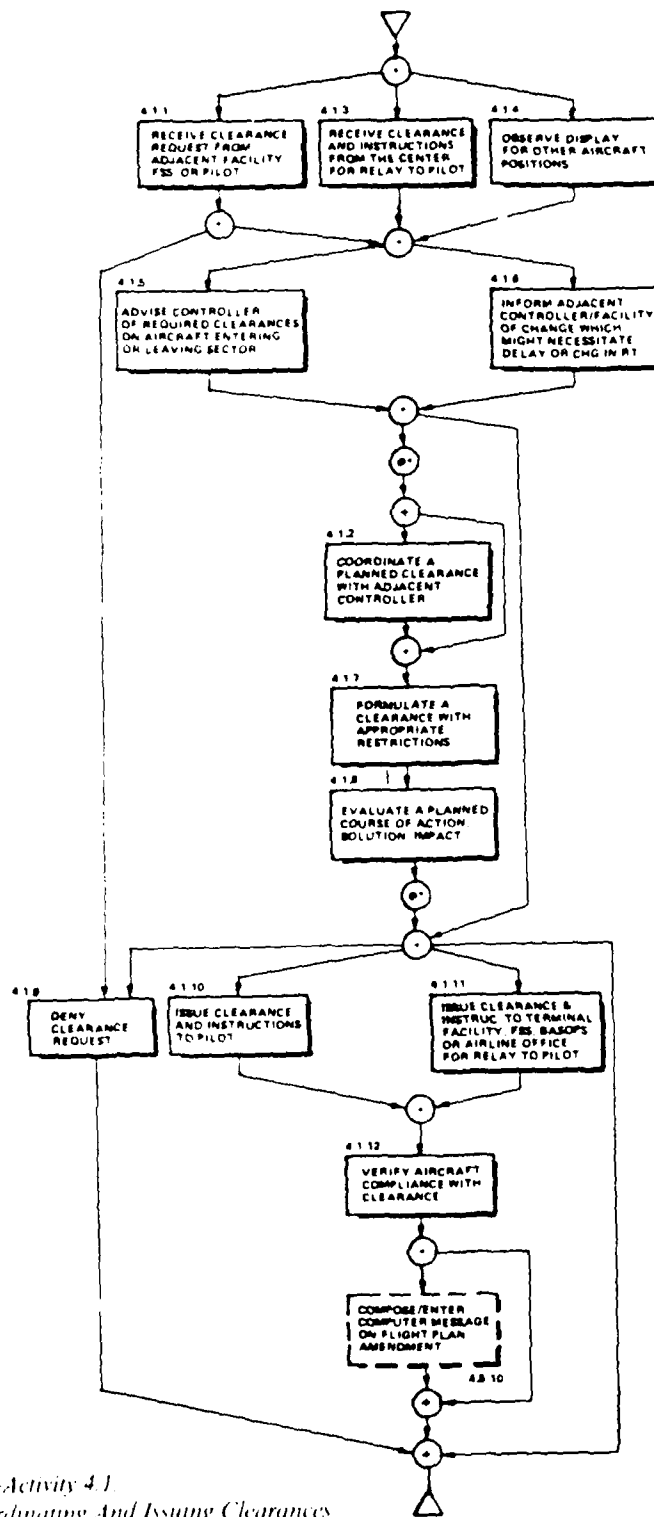 4.1.1
RECEIVE CLEARANCE
REQUEST FROM
ADJACENT FACILITY
FSS OR PILOT
4.1.3
RECEIVE CLEARANCE
AND INSTRUCTIONS
FROM THE CENTER
FOR RELAY TO PILOT
4.1.4
OBSERVE DISPLAY
FOR OTHER AIRCRAFT
POSITIONS
4.1.5
ADVISE CONTROLLER
OF REQUIRED CLEARANCES
ON AIRCRAFT ENTERING
OR LEAVING SECTOR
4.1.6
INFORM ADJACENT
CONTROLLER/FACILITY
OF CHANGE WHICH
MIGHT NECESSITATE
DELAY OR CHG IN RT
4.1.2
COORDINATE A
PLANNED CLEARANCE
WITH ADJACENT
CONTROLLER
4.1.7
FORMULATE A
CLEARANCE WITH
APPROPRIATE
RESTRICTIONS
4.1.8
EVALUATE A PLANNED
COURSE OF ACTION
SOLUTION IMPACT
4.1.9
DENY
CLEARANCE
REQUEST
4.1.10
ISSUE CLEARANCE
AND INSTRUCTIONS
TO PILOT
4.1.11
ISSUE CLEARANCE &
INSTRUC TO TERMINAL
FACILITY, FSS, BASOPS
OR AIRLINE OFFICE
FOR RELAY TO PILOT
4.1.12
VERIFY AIRCRAFT
COMPLIANCE WITH
CLEARANCE
COMPOSE/ENTER
COMPUTER MESSAGE
ON FLIGHT PLAN
AMENDMENT
Activity 4.1.
rdinating And Issuing Clearances